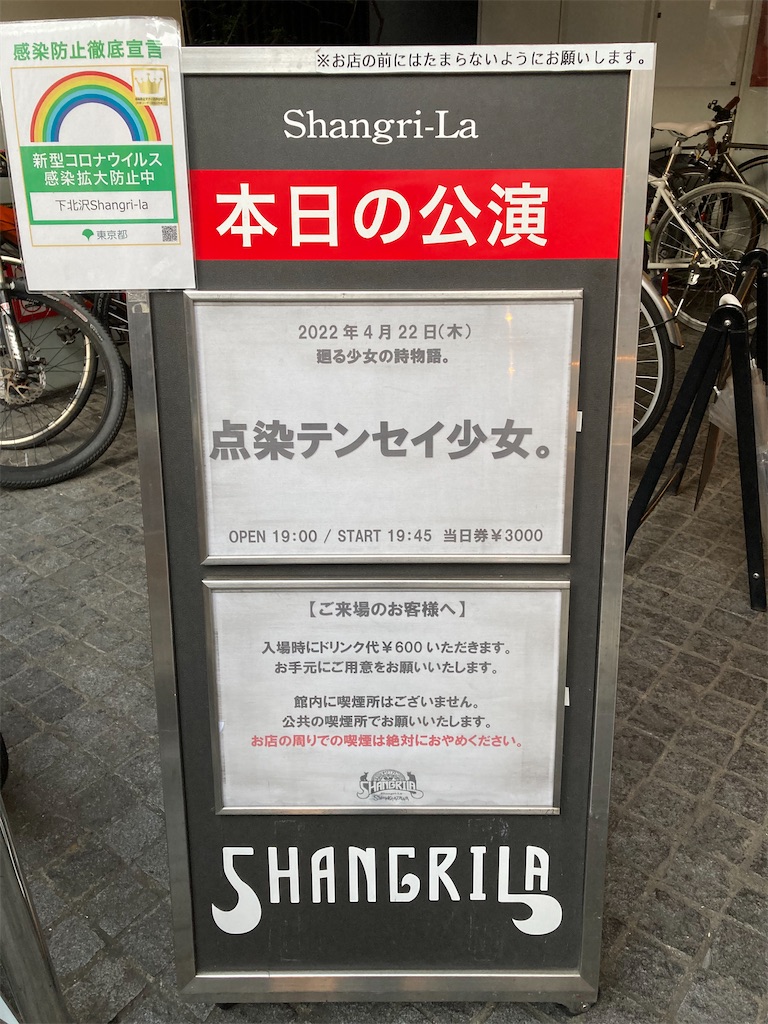 感染防止徹底宣言
新型コロナウイルス
感染拡大防止中
下北沢Shangri-la
東京都
※お店の前にはたまらないようにお願いします。
Shangri-La
本日の公演
2022年4月22日(木)
廻る少女の詩物語。
点染テンセイ少女。
OPEN 19:00 / START 19:45 当日券¥3000
【ご来場のお客様へ】
入場時にドリンク代¥600いただきます。
お手元にご用意をお願いいたします。
館内に喫煙所はございません。
公共の喫煙所でお願いいたします。
お店の周りでの喫煙は絶対におやめください。
SHANGRILA
SHANGRILA